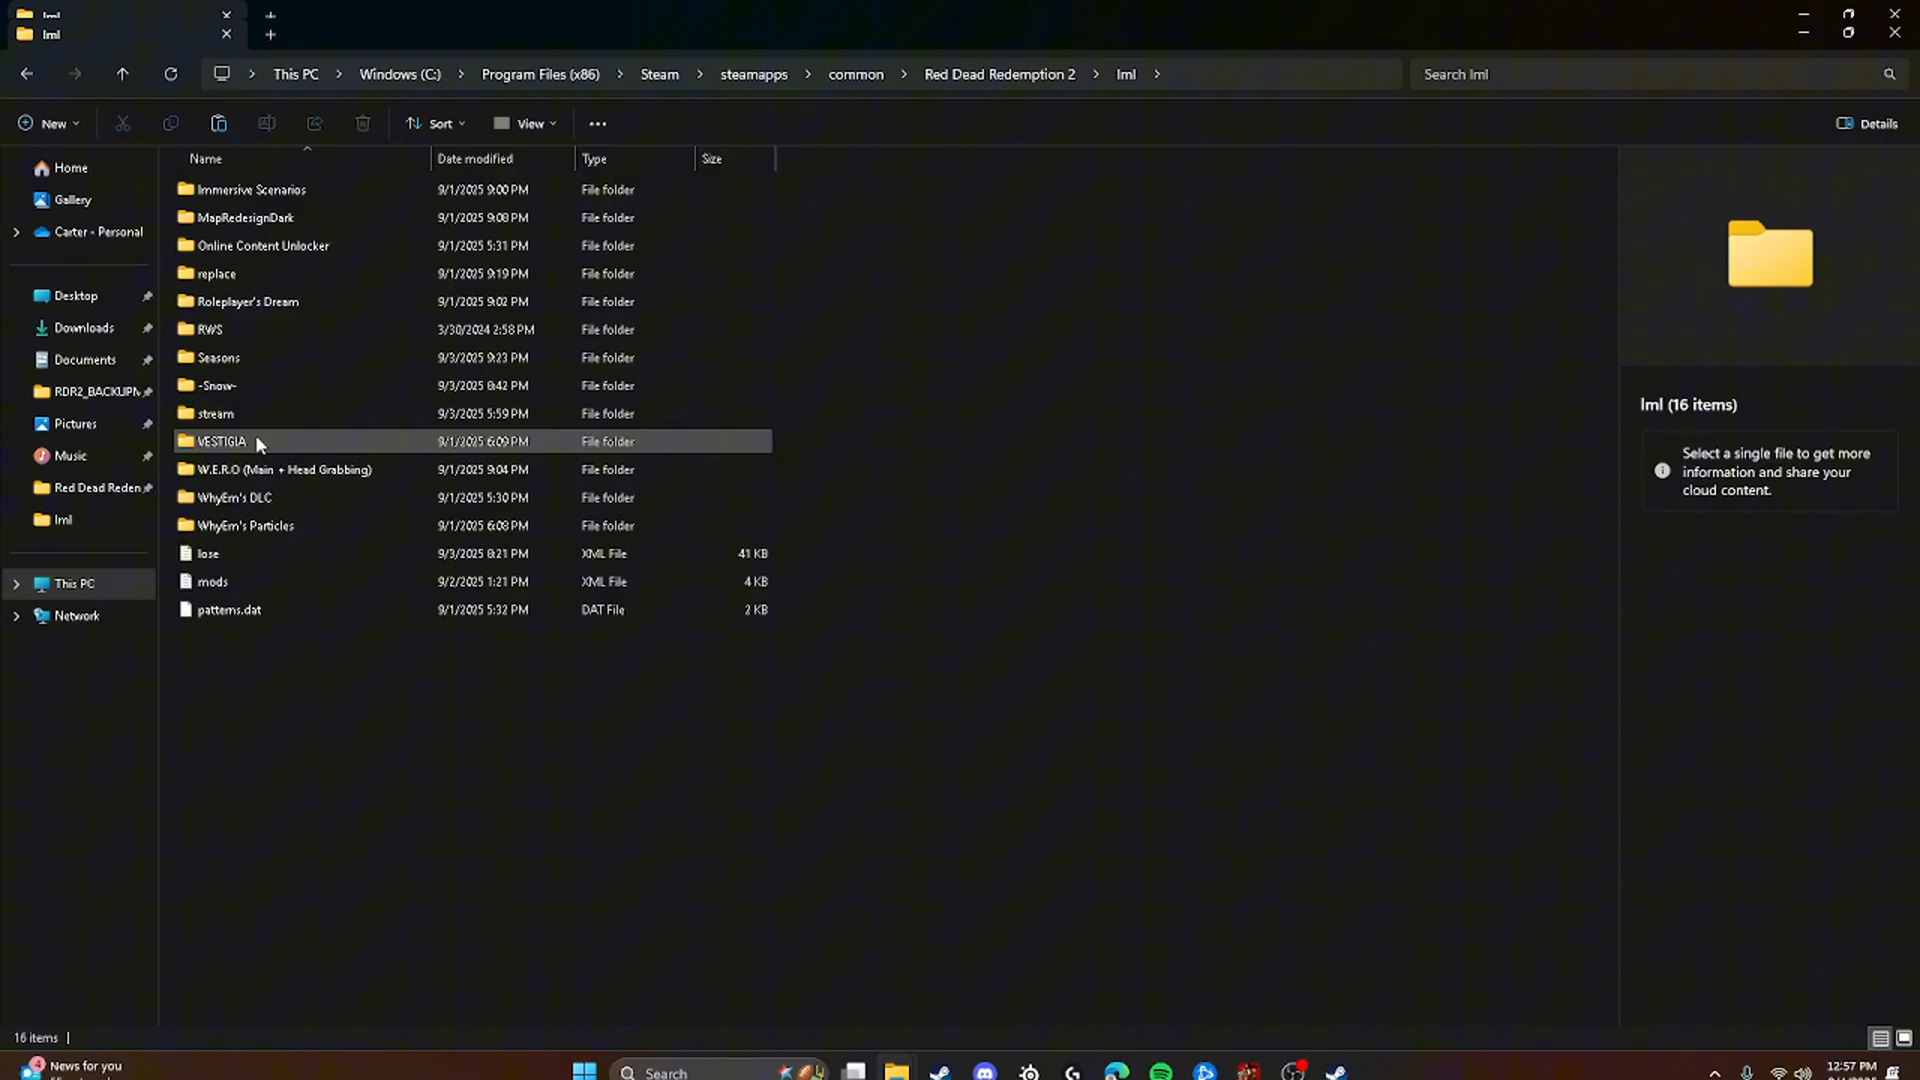 lml
lml
This PC > Windows (C:) > Program Files (x86) > Steam > steamapps > common > Red Dead Redemption 2 > lml >
Search lml
New Sort View ... Details
Name Date modified Type Size
Home
Gallery
Carter - Personal
Desktop
Downloads
Documents
RDR2_BACKUPN
Pictures
Music
Red Dead Reden
lml
This PC
Network
Immersive Scenarios 9/1/2025 9:00 PM File folder
MapRedesignDark 9/1/2025 9:08 PM File folder
Online Content Unlocker 9/1/2025 5:31 PM File folder
replace 9/1/2025 9:19 PM File folder
Roleplayer's Dream 9/1/2025 9:02 PM File folder
RWS 3/30/2024 2:58 PM File folder
Seasons 9/3/2025 9:23 PM File folder
-Snow- 9/3/2025 8:42 PM File folder
stream 9/3/2025 5:59 PM File folder
VESTIGIA 9/1/2025 6:09 PM File folder
W.E.R.O (Main + Head Grabbing) 9/1/2025 9:04 PM File folder
WhyEm's DLC 9/1/2025 5:30 PM File folder
WhyEm's Particles 9/1/2025 6:08 PM File folder
lose 9/3/2025 8:21 PM XML File 41 KB
mods 9/2/2025 1:21 PM XML File 4 KB
patterns.dat 9/1/2025 5:32 PM DAT File 2 KB
lml (16 items)
Select a single file to get more
information and share your
cloud content.
16 items
4
News for you
Search
12:57 PM